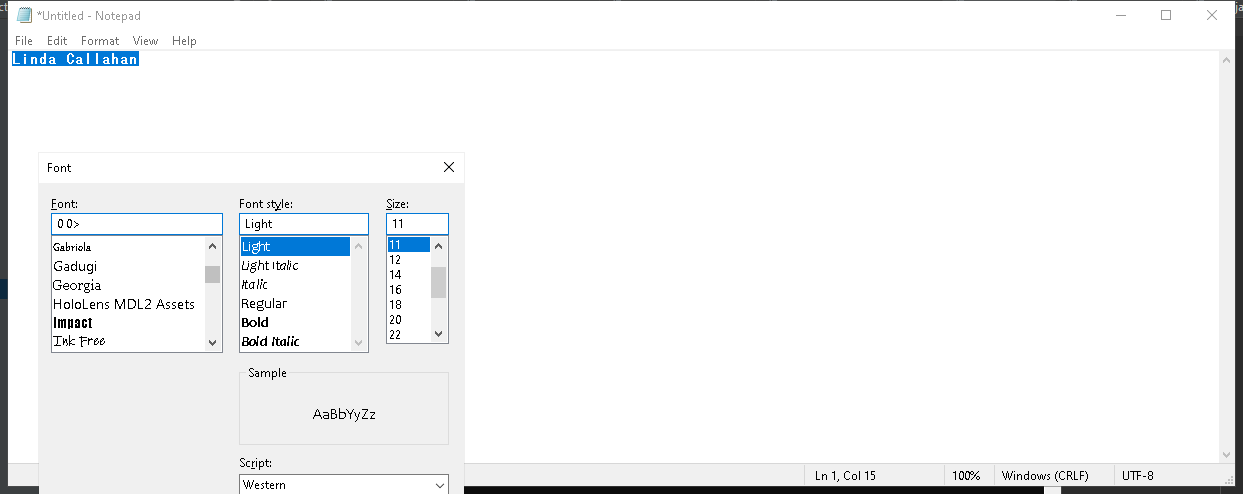 *Untitled - Notepad
File Edit Format View Help
Linda Callahan
Font
Font: Font style: Size:
0 0> Light 11
Gabriola Light 11
Gadugi Light Italic 12
Georgia Italic 14
HoloLens MDL2 Assets Regular 16
Impact Bold 18
Ink Free Bold Italic 20
22
Sample
AaBbYyZz
Script:
Western
Ln 1, Col 15 100% Windows (CRLF) UTF-8